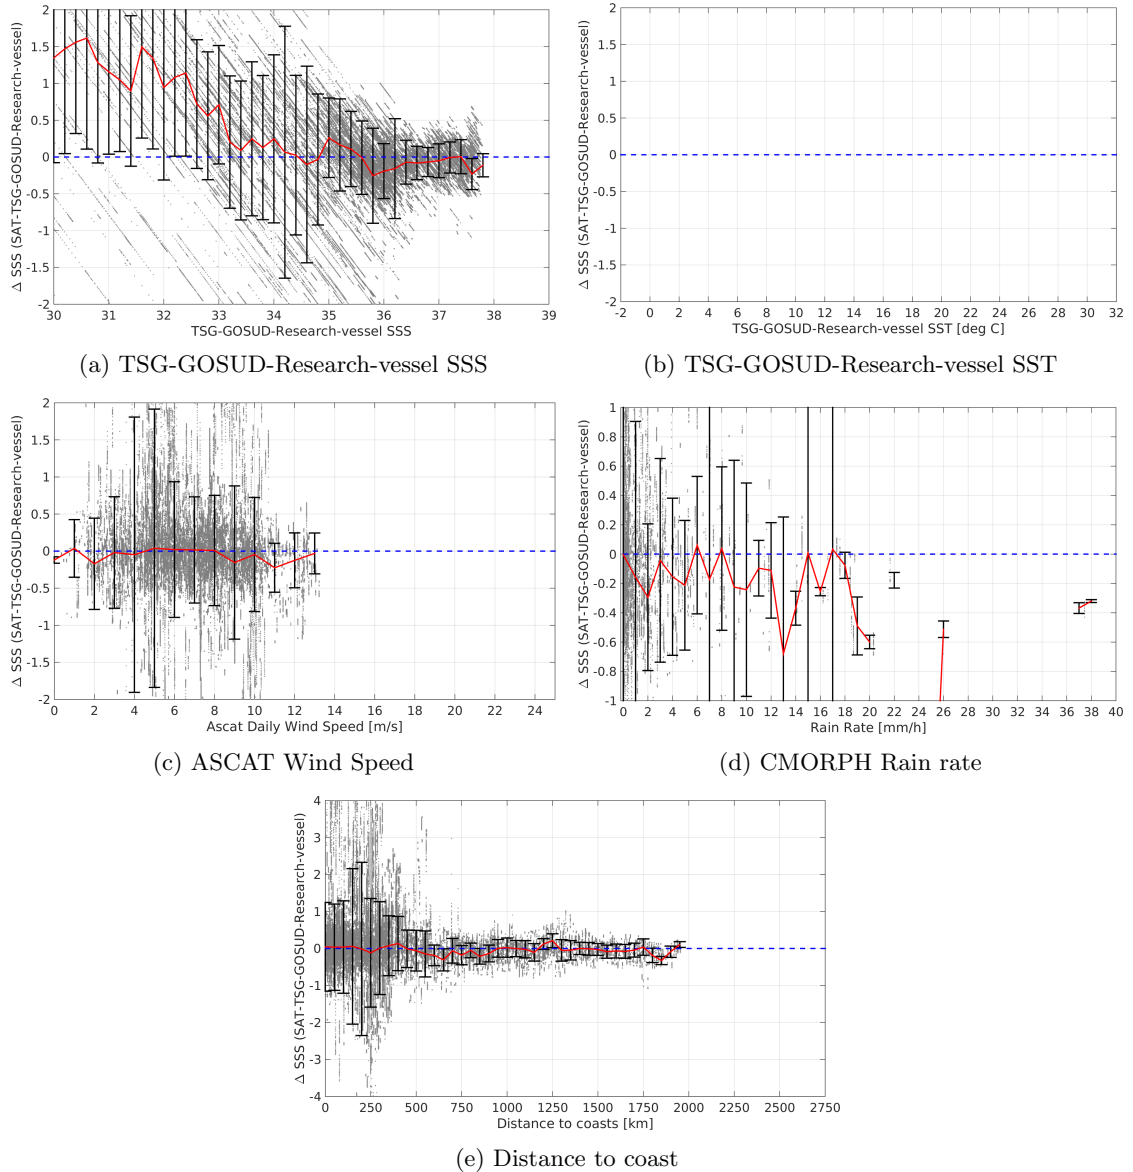 Δ SSS (SAT-TSG-GOSUD-Research-vessel)
2
1.5
1
0.5
0
-0.5
-1
-1.5
-2
30 31 32 33 34 35 36 37 38 39
TSG-GOSUD-Research-vessel SSS
(a) TSG-GOSUD-Research-vessel SSS
Δ SSS (SAT-TSG-GOSUD-Research-vessel)
2
1.5
1
0.5
0
-0.5
-1
-1.5
-2
-2 0 2 4 6 8 10 12 14 16 18 20 22 24 26 28 30 32
TSG-GOSUD-Research-vessel SST [deg C]
(b) TSG-GOSUD-Research-vessel SST
Δ SSS (SAT-TSG-GOSUD-Research-vessel)
2
1.5
1
0.5
0
-0.5
-1
-1.5
-2
0 2 4 6 8 10 12 14 16 18 20 22 24
Ascat Daily Wind Speed [m/s]
(c) ASCAT Wind Speed
Δ SSS (SAT-TSG-GOSUD-Research-vessel)
1
0.8
0.6
0.4
0.2
0
-0.2
-0.4
-0.6
-0.8
-1
0 2 4 6 8 10 12 14 16 18 20 22 24 26 28 30 32 34 36 38 40
Rain Rate [mm/h]
(d) CMORPH Rain rate
Δ SSS (SAT-TSG-GOSUD-Research-vessel)
4
3
2
1
0
-1
-2
-3
-4
0 250 500 750 1000 1250 1500 1750 2000 2250 2500 2750
Distance to coasts [km]
(e) Distance to coast